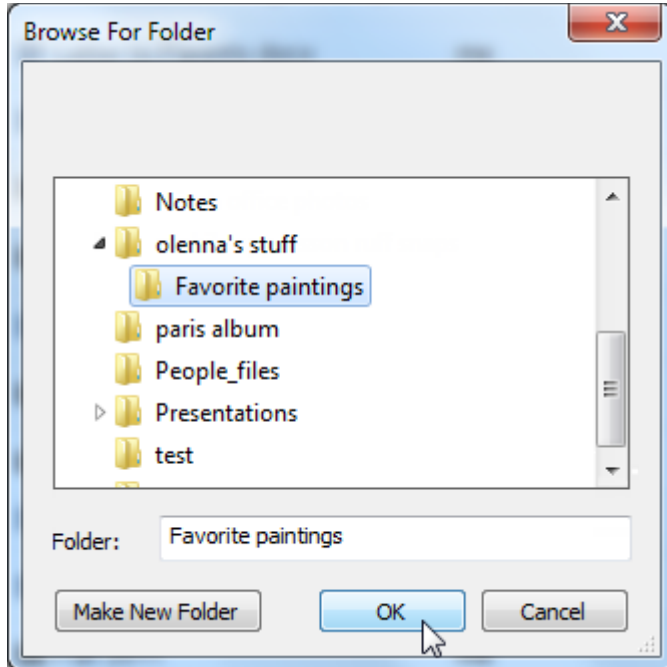 Browse For Folder
Notes
olenna's stuff
Favorite paintings
paris album
People_files
Presentations
test
Folder: Favorite paintings
Make New Folder OK Cancel